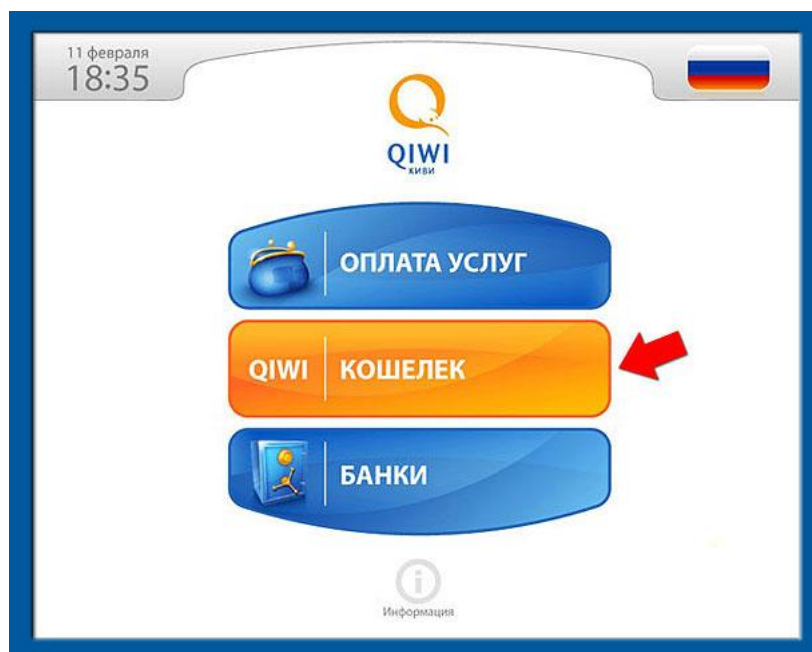 11 февраля
18:35
QIWI
КИВИ
ОПЛАТА УСЛУГ
QIWI КОШЕЛЕК
БАНКИ
Информация